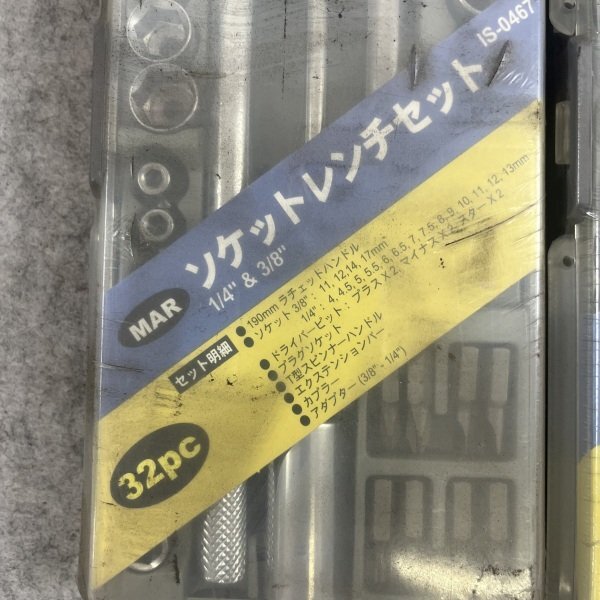 IS-0467
MAR
ソケットレンチセット
1/4" & 3/8"
セット明細
●190mm ラチェットハンドル
●ソケット 3/8": 11, 12,14, 17mm
1/4": 4, 4.5, 5, 5.5, 6, 6.5, 7, 7.5, 8, 9, 10, 11, 12, 13mm
●ドライバービット: プラスX2, マイナスX2, スターX2
●プラグソケット
●T型スピンナーハンドル
●エクステンションバー
●カプラー
●アダプター (3/8" 1/4")
32pc